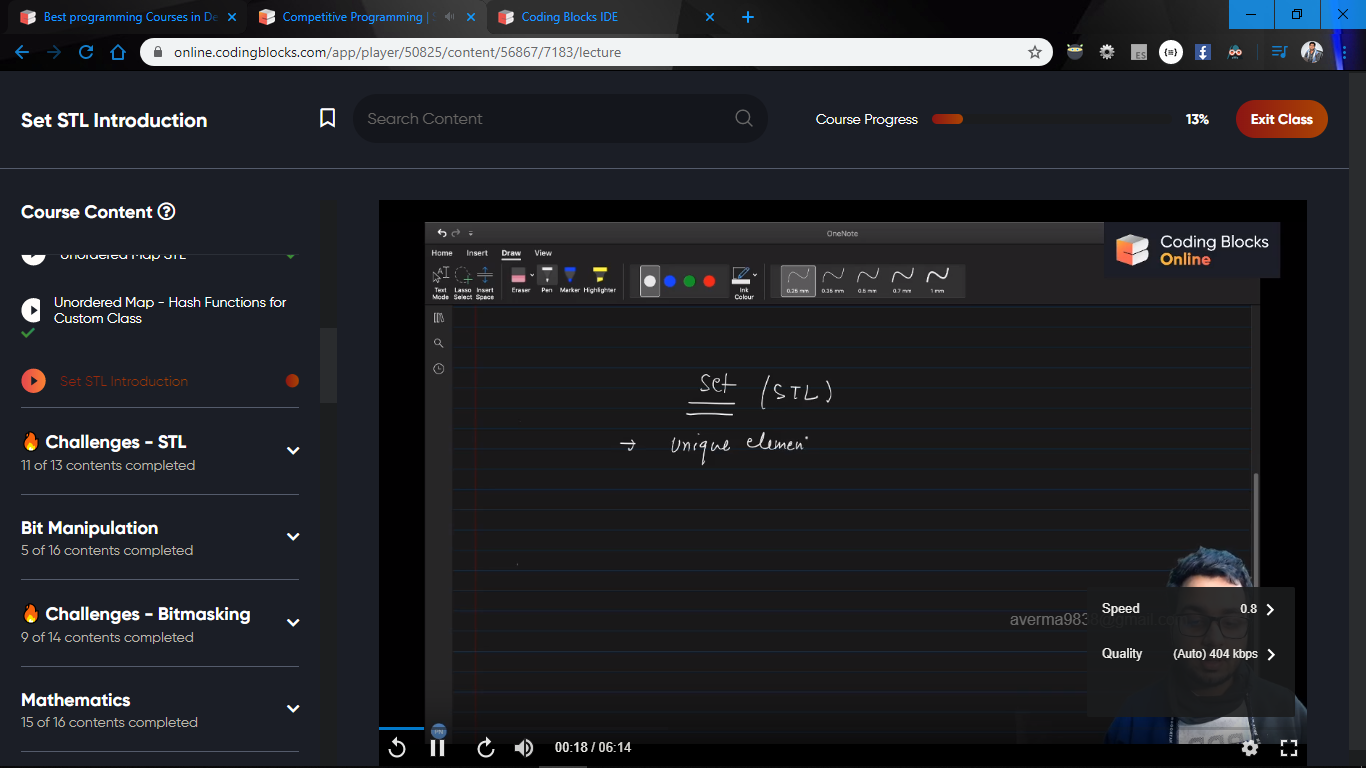 Best programming Courses in De
Competitive Programming |
Coding Blocks IDE
online.codingblocks.com/app/player/50825/content/56867/7183/lecture
Set STL Introduction
Search Content
Course Progress
13%
Exit Class
Course Content
Unordered Map STL
Unordered Map - Hash Functions for
Custom Class
Set STL Introduction
Challenges - STL
11 of 13 contents completed
Bit Manipulation
5 of 16 contents completed
Challenges - Bitmasking
9 of 14 contents completed
Mathematics
15 of 16 contents completed
OneNote
Home Insert Draw View
Text Mode
Lasso Select
Insert Space
Eraser
Pen
Marker
Highlighter
Ink Colour
0.25 mm
0.35 mm
0.5 mm
0.7 mm
1 mm
Coding Blocks
Online
Set (STL)
→ unique elemen
Speed 0.8
Quality (Auto) 404 kbps
00:18 / 06:14